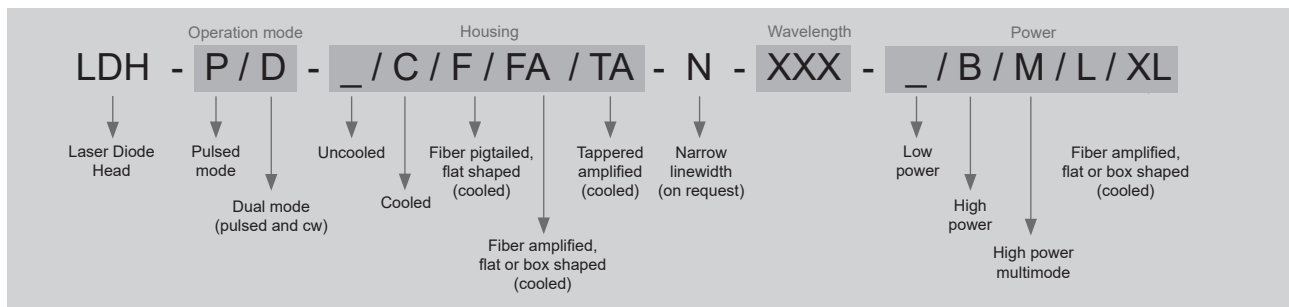 Operation mode
Housing
Wavelength
Power
LDH - P / D - _ / C / F / FA / TA - N - XXX - _ / B / M / L / XL
Laser Diode
Head
Pulsed
mode
Dual mode
(pulsed and cw)
Uncooled
Cooled
Fiber pigtailed,
flat shaped
(cooled)
Fiber amplified,
flat or box shaped
(cooled)
Tappered
amplified
(cooled)
Narrow
linewidth
(on request)
Low
power
High
power
High power
multimode
Fiber amplified,
flat or box shaped
(cooled)